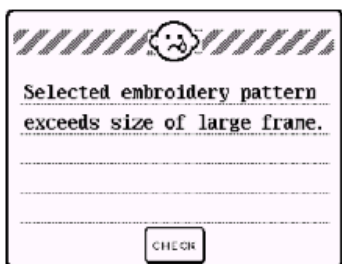 Selected embroidery pattern
exceeds size of large frame.
CHECK